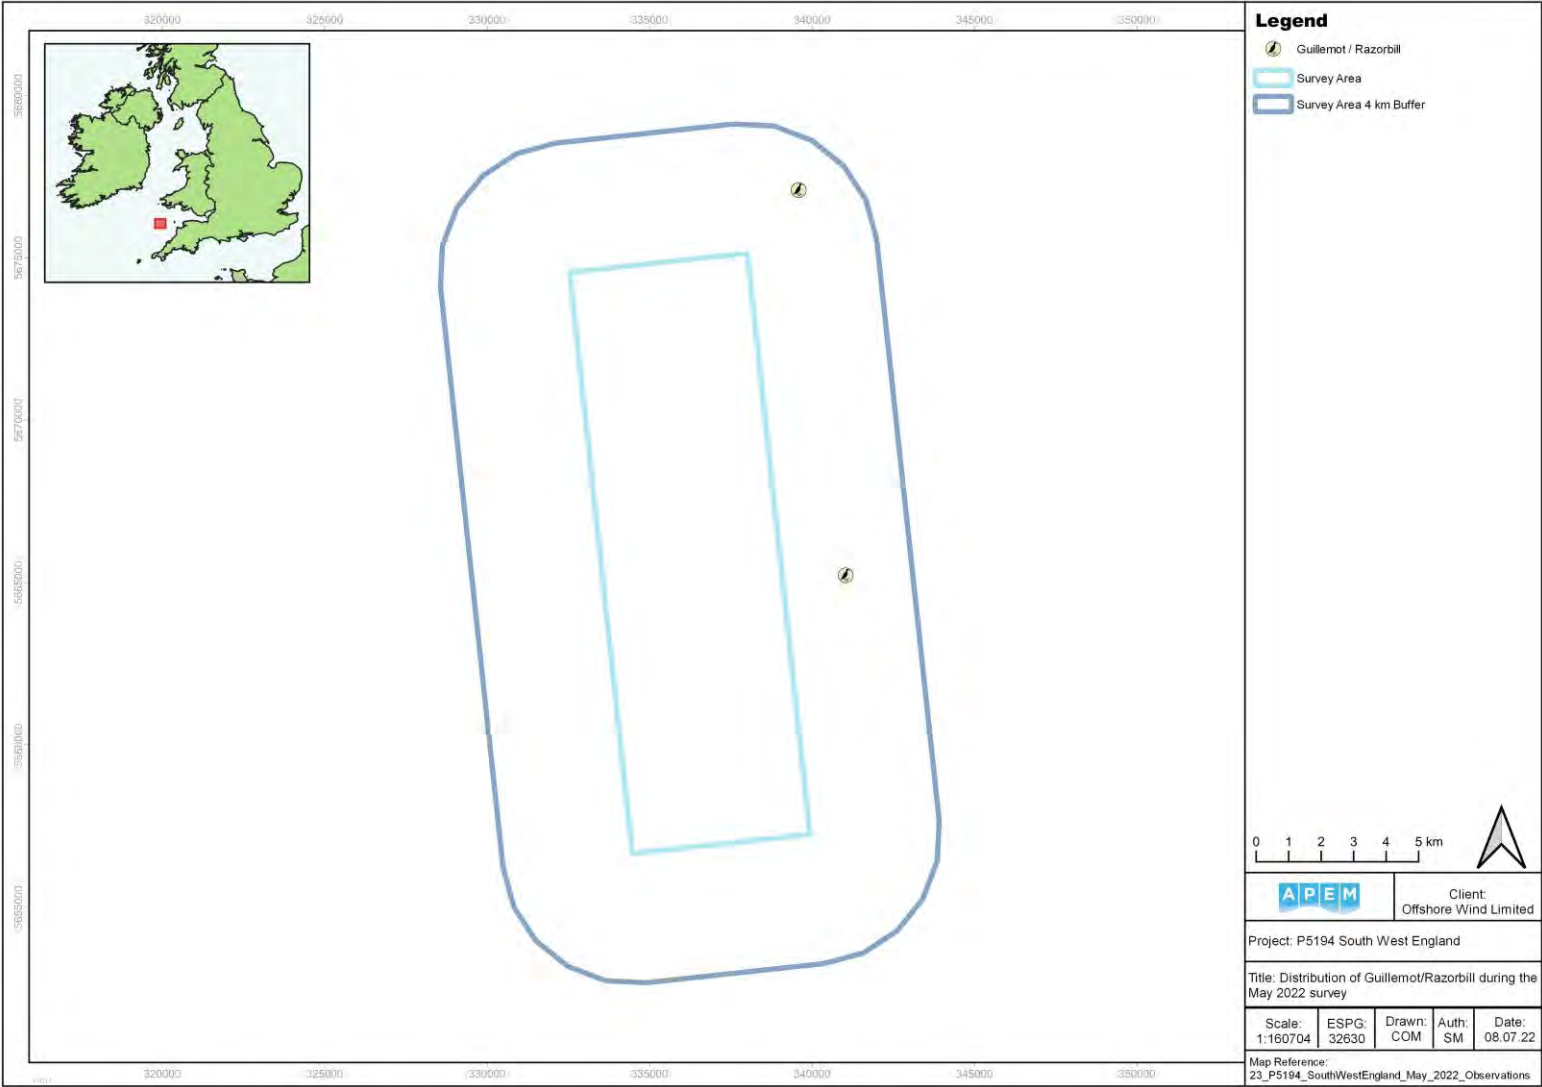 320000 325000 330000 335000 340000 345000 350000
5680000
5675000
5670000
5665000
5660000
5655000
320000 325000 330000 335000 340000 345000 350000
Legend
Guillemot / Razorbill
Survey Area
Survey Area 4 km Buffer
0 1 2 3 4 5 km
APEM
Client:
Offshore Wind Limited
Project: P5194 South West England
Title: Distribution of Guillemot/Razorbill during the
May 2022 survey
Scale: ESPG: Drawn: Auth: Date:
1:160704 32630 COM SM 08.07.22
Map Reference:
23_P5194_SouthWestEngland_May_2022_Observations